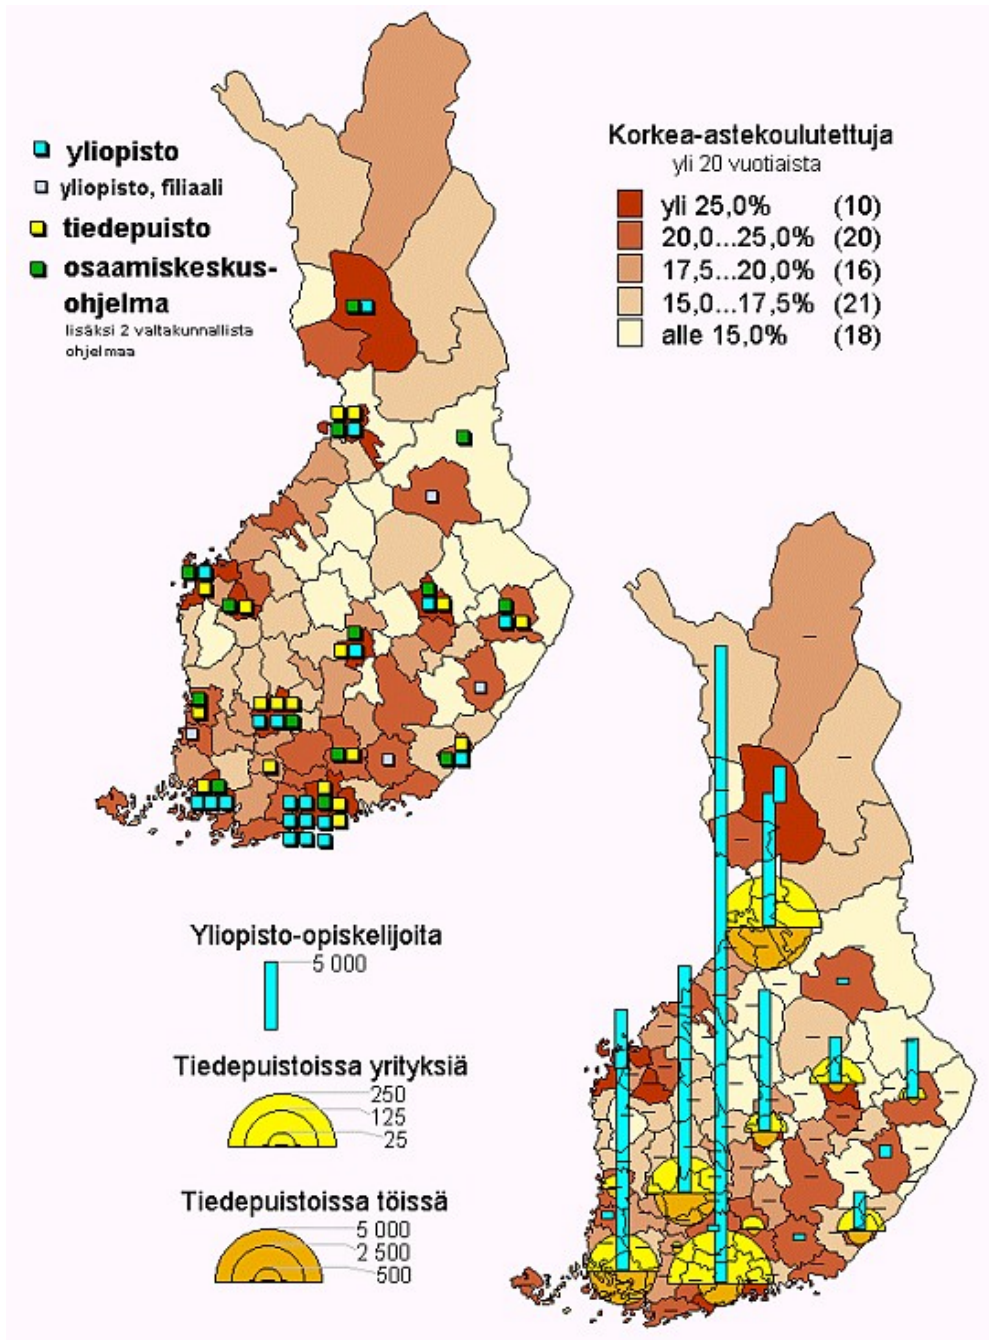 yliopisto
yliopisto, filiaali
tiedepuisto
osaamiskeskus-
ohjelma
lisäksi 2 valtakunnallista
ohjelmaa
Korkea-astekoulutettuja
yli 20 vuotiaista
yli 25,0% (10)
20,0...25,0% (20)
17,5...20,0% (16)
15,0...17,5% (21)
alle 15,0% (18)
Yliopisto-opiskelijoita
5 000
Tiedepuistoissa yrityksiä
250
125
25
Tiedepuistoissa töissä
5 000
2 500
500